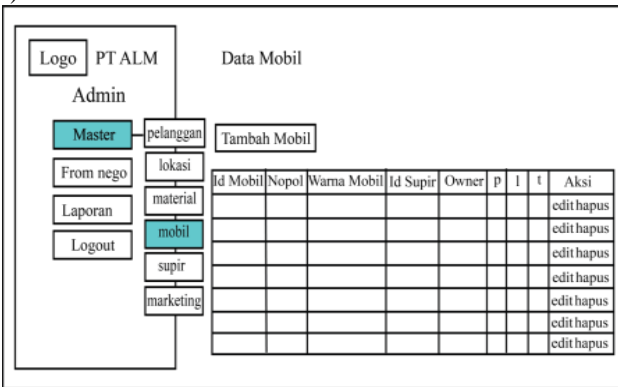 Logo PT ALM
Data Mobil
Admin
Master
pelanggan
Tambah Mobil
From nego
lokasi
Laporan
material
Logout
mobil
supir
marketing
Id Mobil Nopol Warna Mobil Id Supir Owner p l t Aksi
edit hapus
edit hapus
edit hapus
edit hapus
edit hapus
edit hapus
edit hapus